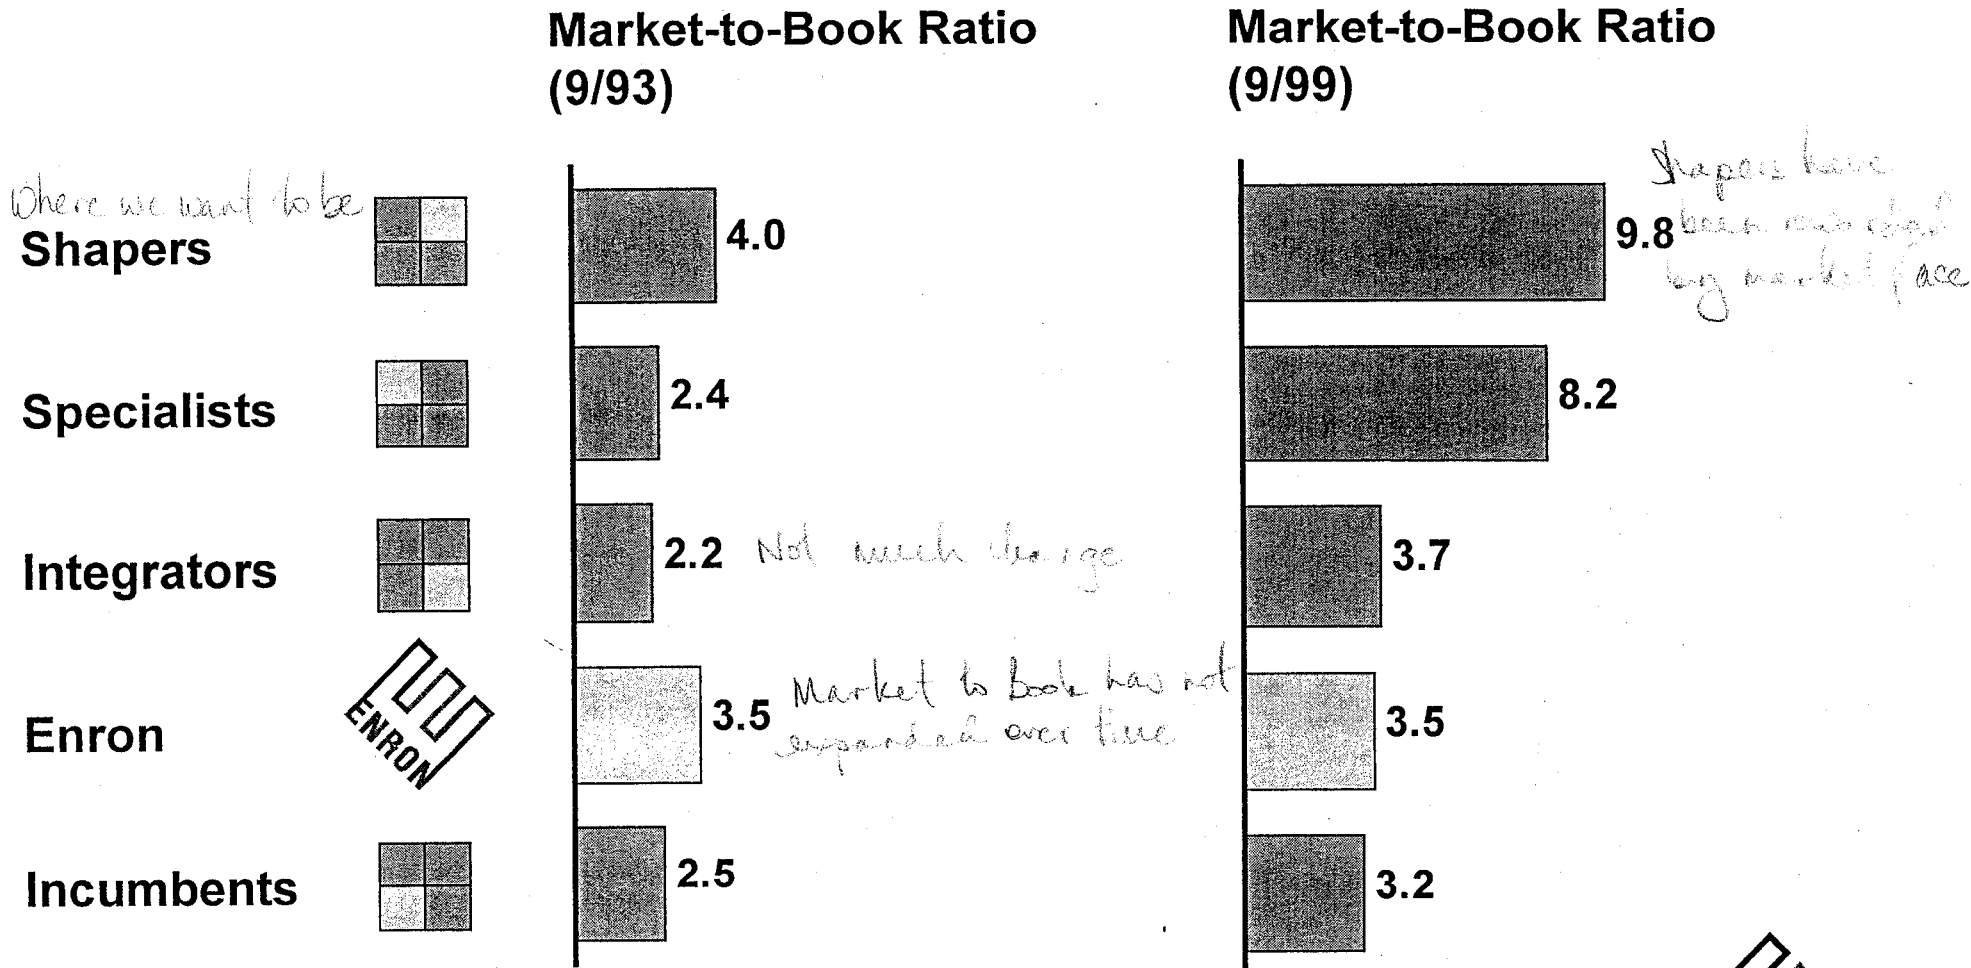 Market-to-Book Ratio
(9/93)
Market-to-Book Ratio
(9/99)
Where we want to be
Shapers
4.0
9.8
Shapers have
been rewarded
by market place
Specialists
2.4
8.2
Integrators
2.2
Not much change
3.7
Enron
ENRON
3.5
Market to Book has not
expanded over time
3.5
Incumbents
2.5
3.2